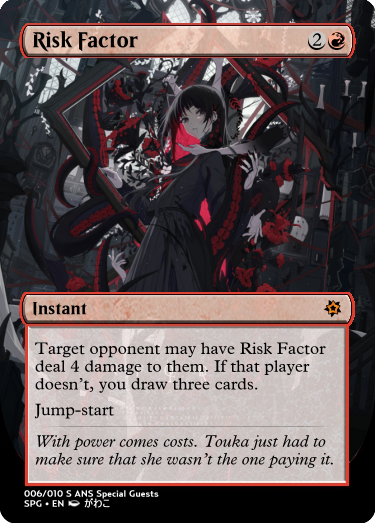 Risk Factor 2
Instant
Target opponent may have Risk Factor
deal 4 damage to them. If that player
doesn't, you draw three cards.
Jump-start
With power comes costs. Touka just had to
make sure that she wasn't the one paying it.
006/010 S ANS Special Guests
SPG • EN がわこ